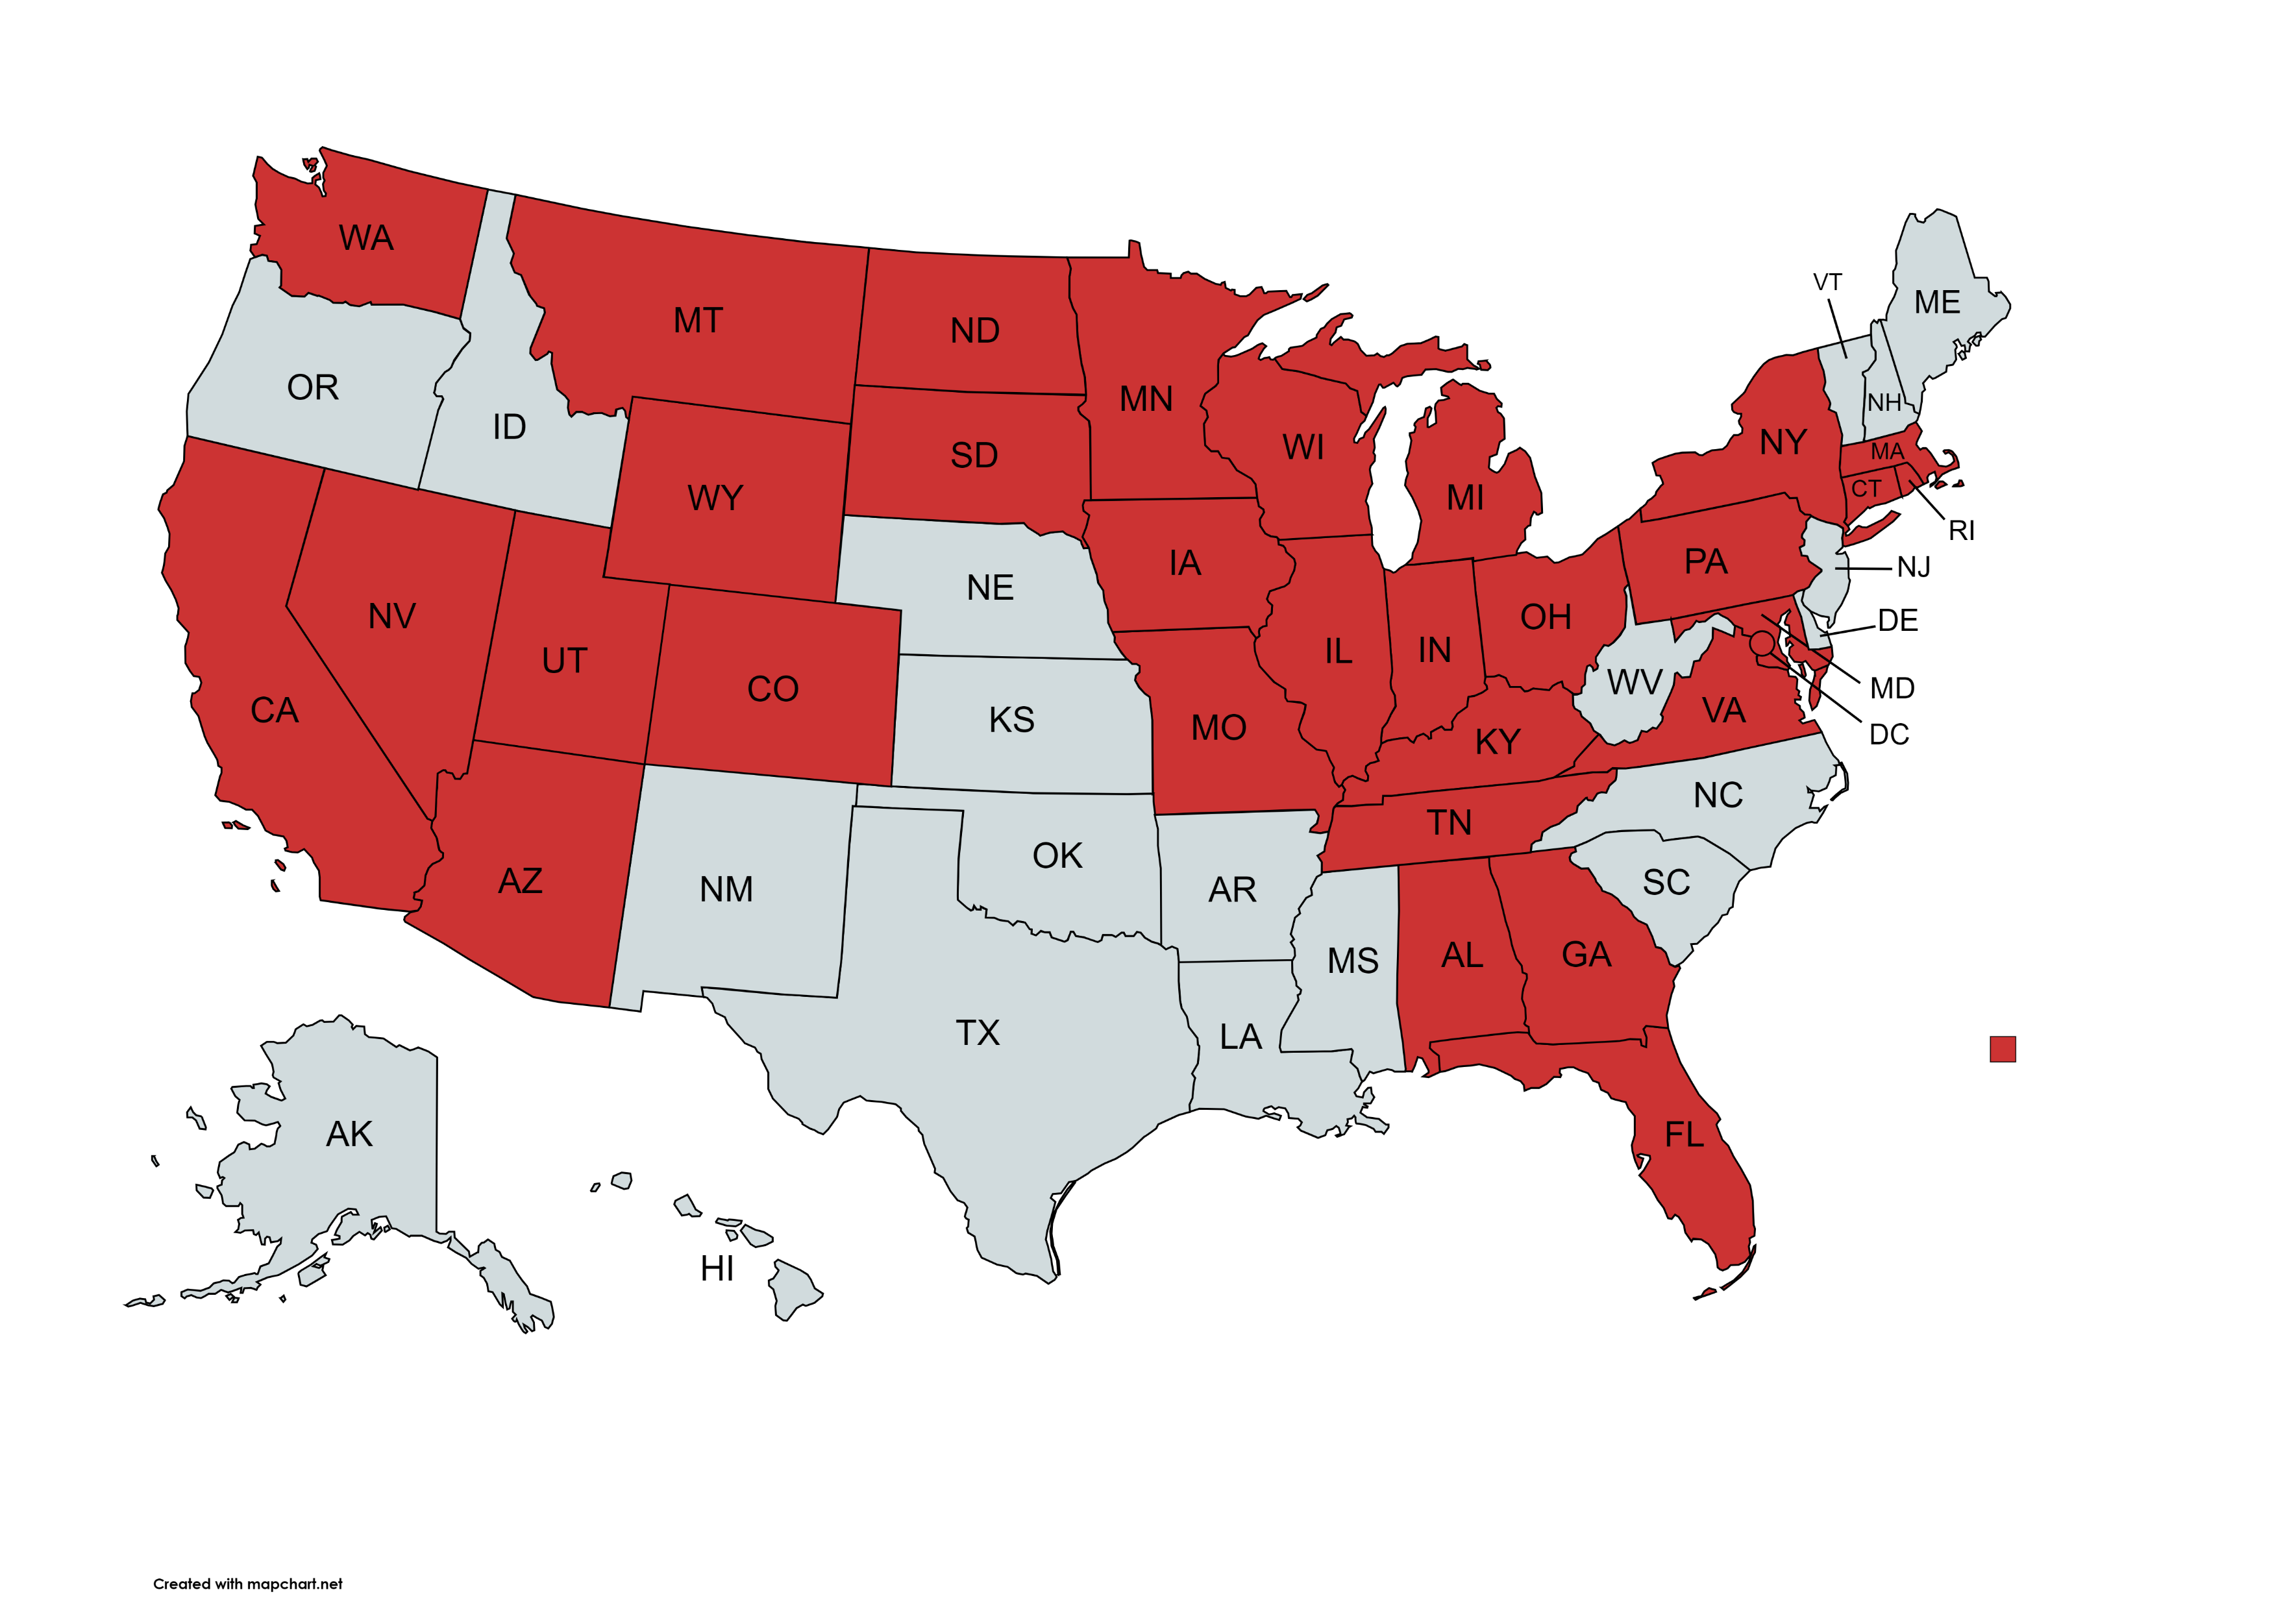 WA
MT
ND
MN
OR
ID
SD
WY
WI
MI
VT
ME
NH
NY
MA
CT
RI
NJ
PA
IA
NE
NV
UT
CO
CA
KS
MO
IL
IN
OH
DE
MD
DC
WV
VA
KY
TN
NC
SC
AZ
NM
OK
AR
MS
AL
GA
TX
LA
FL
AK
HI
Created with mapchart.net